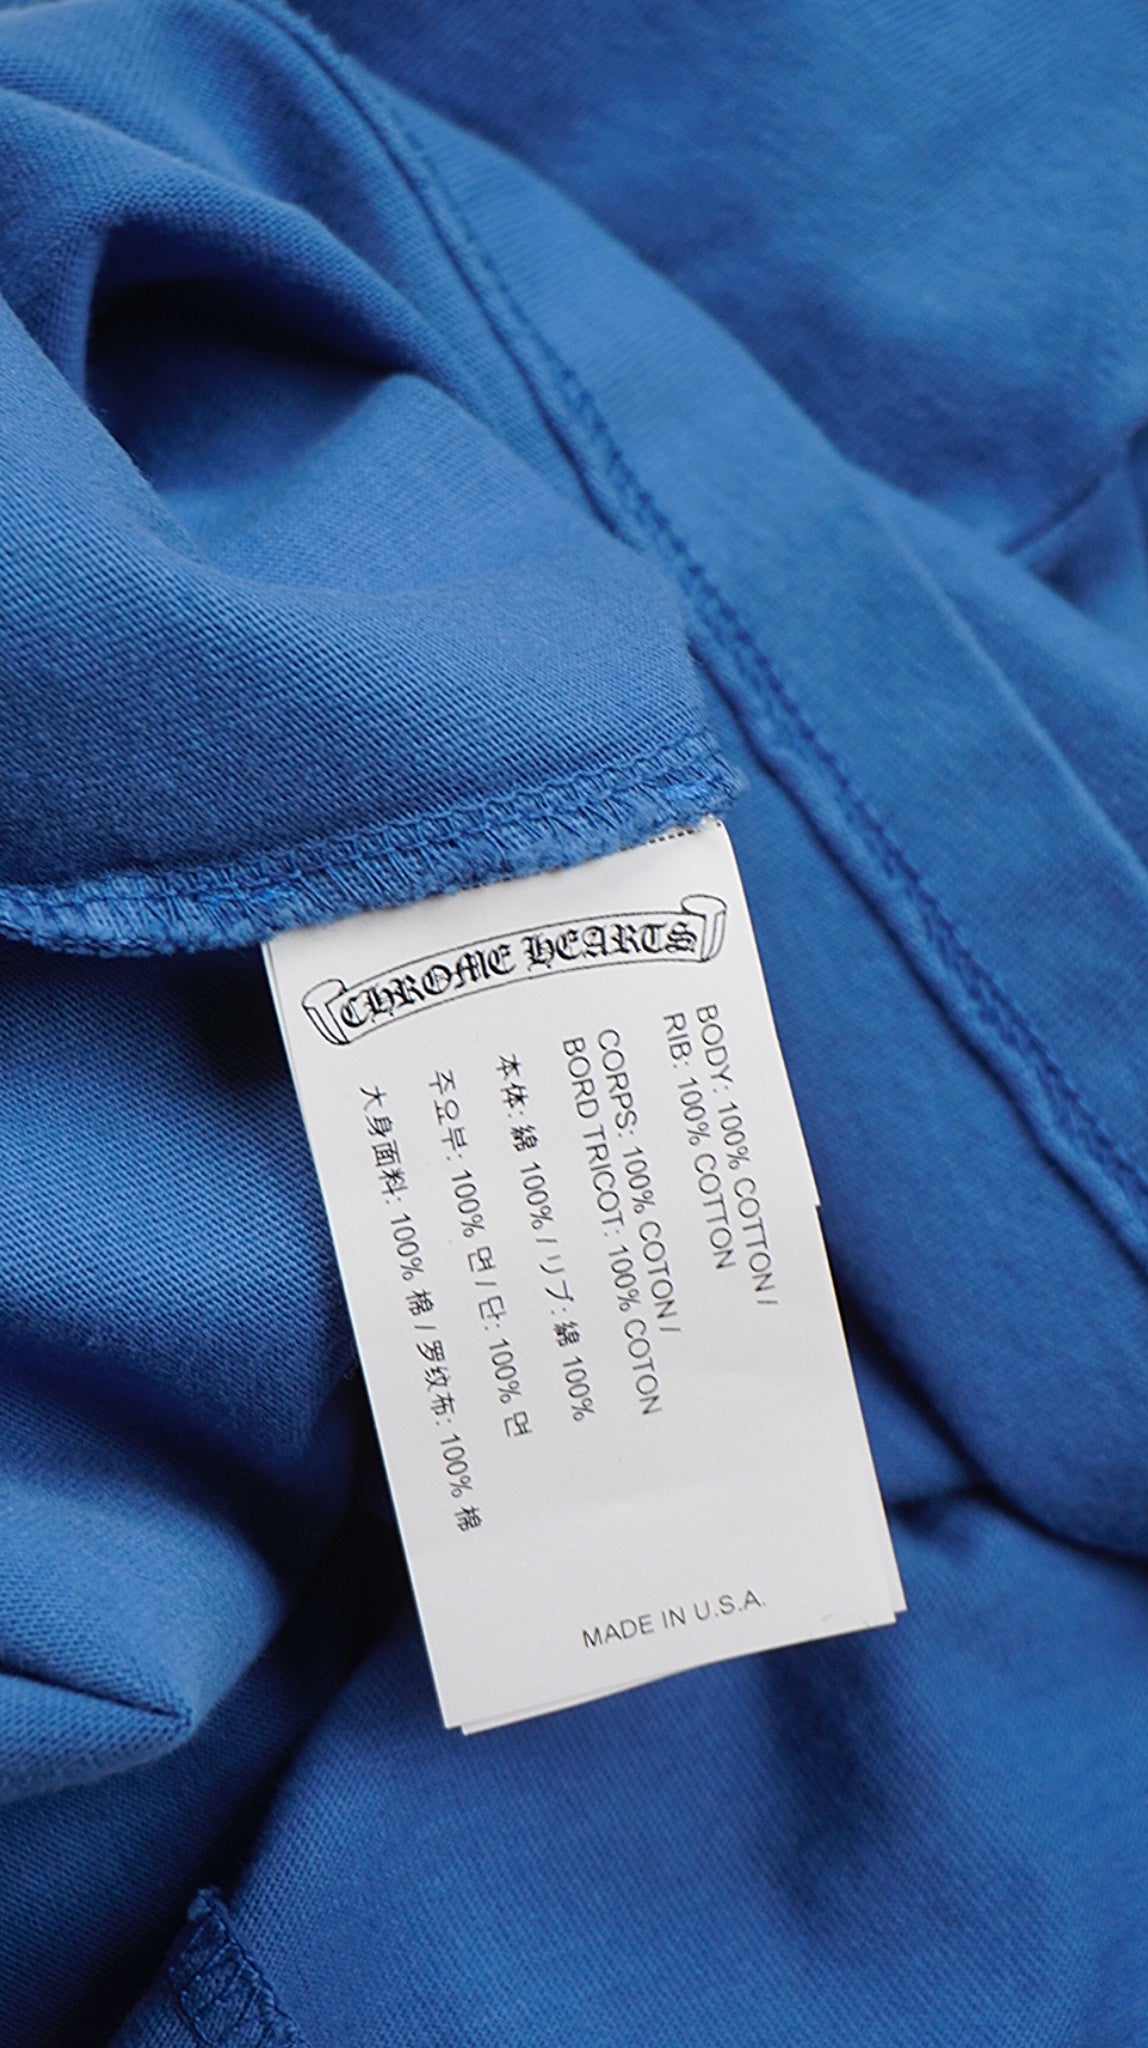 CHROME HEARTS
BODY: 100% COTTON /
RIB: 100% COTTON
CORPS: 100% COTON /
BORD TRICOT: 100% COTON
本体: 綿 100% / リブ: 綿 100%
주요부: 100% 면 / 단: 100% 면
大身面料: 100% 棉 / 罗纹布: 100% 棉
MADE IN U.S.A.